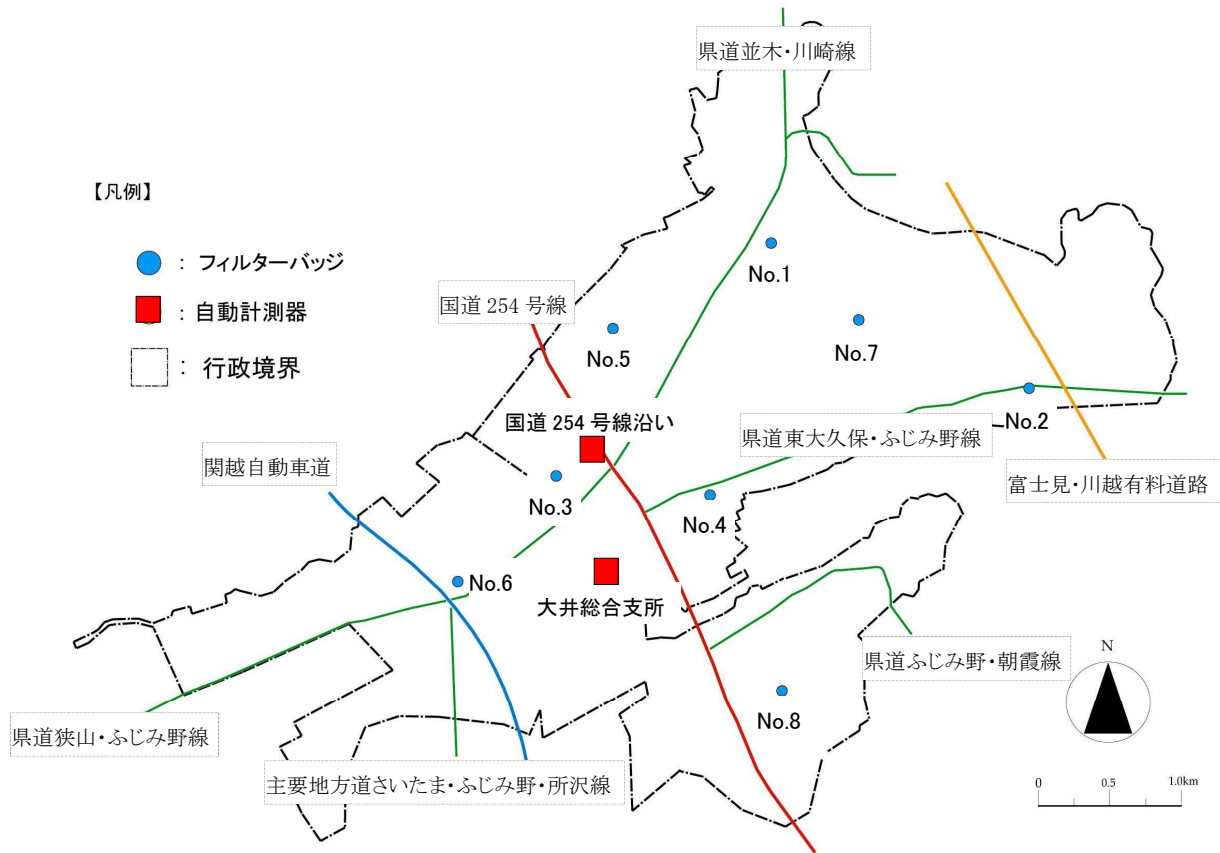 県道並木・川崎線
【凡例】
: フィルターバッジ
: 自動計測器
: 行政境界
No.1
国道254号線
No.7
No.5
No.2
国道254号線沿い
県道東大久保・ふじみ野線
関越自動車道
富士見・川越有料道路
No.3
No.4
No.6
大井総合支所
県道ふじみ野・朝霞線
N
No.8
県道狭山・ふじみ野線
主要地方道さいたま・ふじみ野・所沢線
0 0.5 1.0km